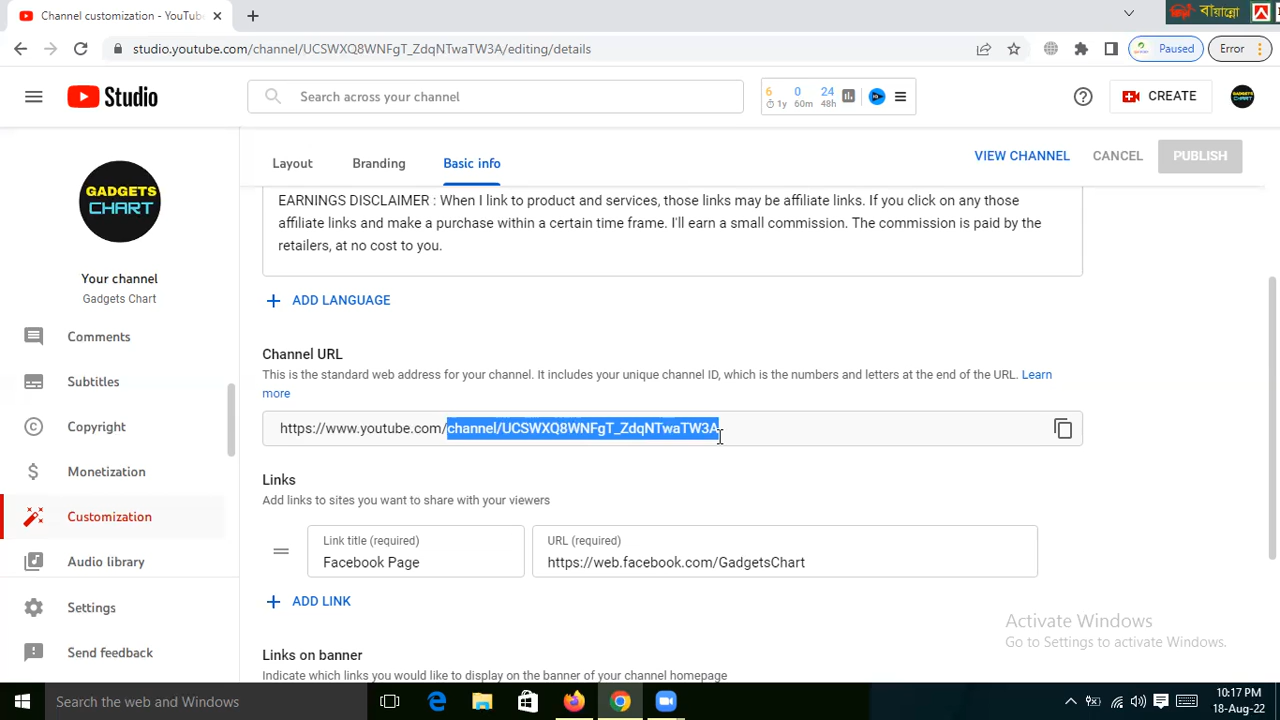 Channel customization - YouTube
বায়ান্নো
studio.youtube.com/channel/UCSWXQ8WNFgT_ZdqNTwaTW3A/editing/details
Paused
Error
Studio
Search across your channel
6 0 24
1y 60m 48h
CREATE
GADGETS
CHART
GADGETS
CHART
Your channel
Gadgets Chart
Comments
Subtitles
Copyright
Monetization
Customization
Audio library
Settings
Send feedback
Layout Branding Basic info
VIEW CHANNEL CANCEL PUBLISH
EARNINGS DISCLAIMER : When I link to product and services, those links may be affiliate links. If you click on any those
affiliate links and make a purchase within a certain time frame. I'll earn a small commission. The commission is paid by the
retailers, at no cost to you.
ADD LANGUAGE
Channel URL
This is the standard web address for your channel. It includes your unique channel ID, which is the numbers and letters at the end of the URL. Learn
more
https://www.youtube.com/channel/UCSWXQ8WNFgT_ZdqNTwaTW3A
Links
Add links to sites you want to share with your viewers
Link title (required)
Facebook Page
URL (required)
https://web.facebook.com/GadgetsChart
ADD LINK
Links on banner
Indicate which links you would like to display on the banner of your channel homepage
Activate Windows
Go to Settings to activate Windows.
Search the web and Windows
10:17 PM
18-Aug-22